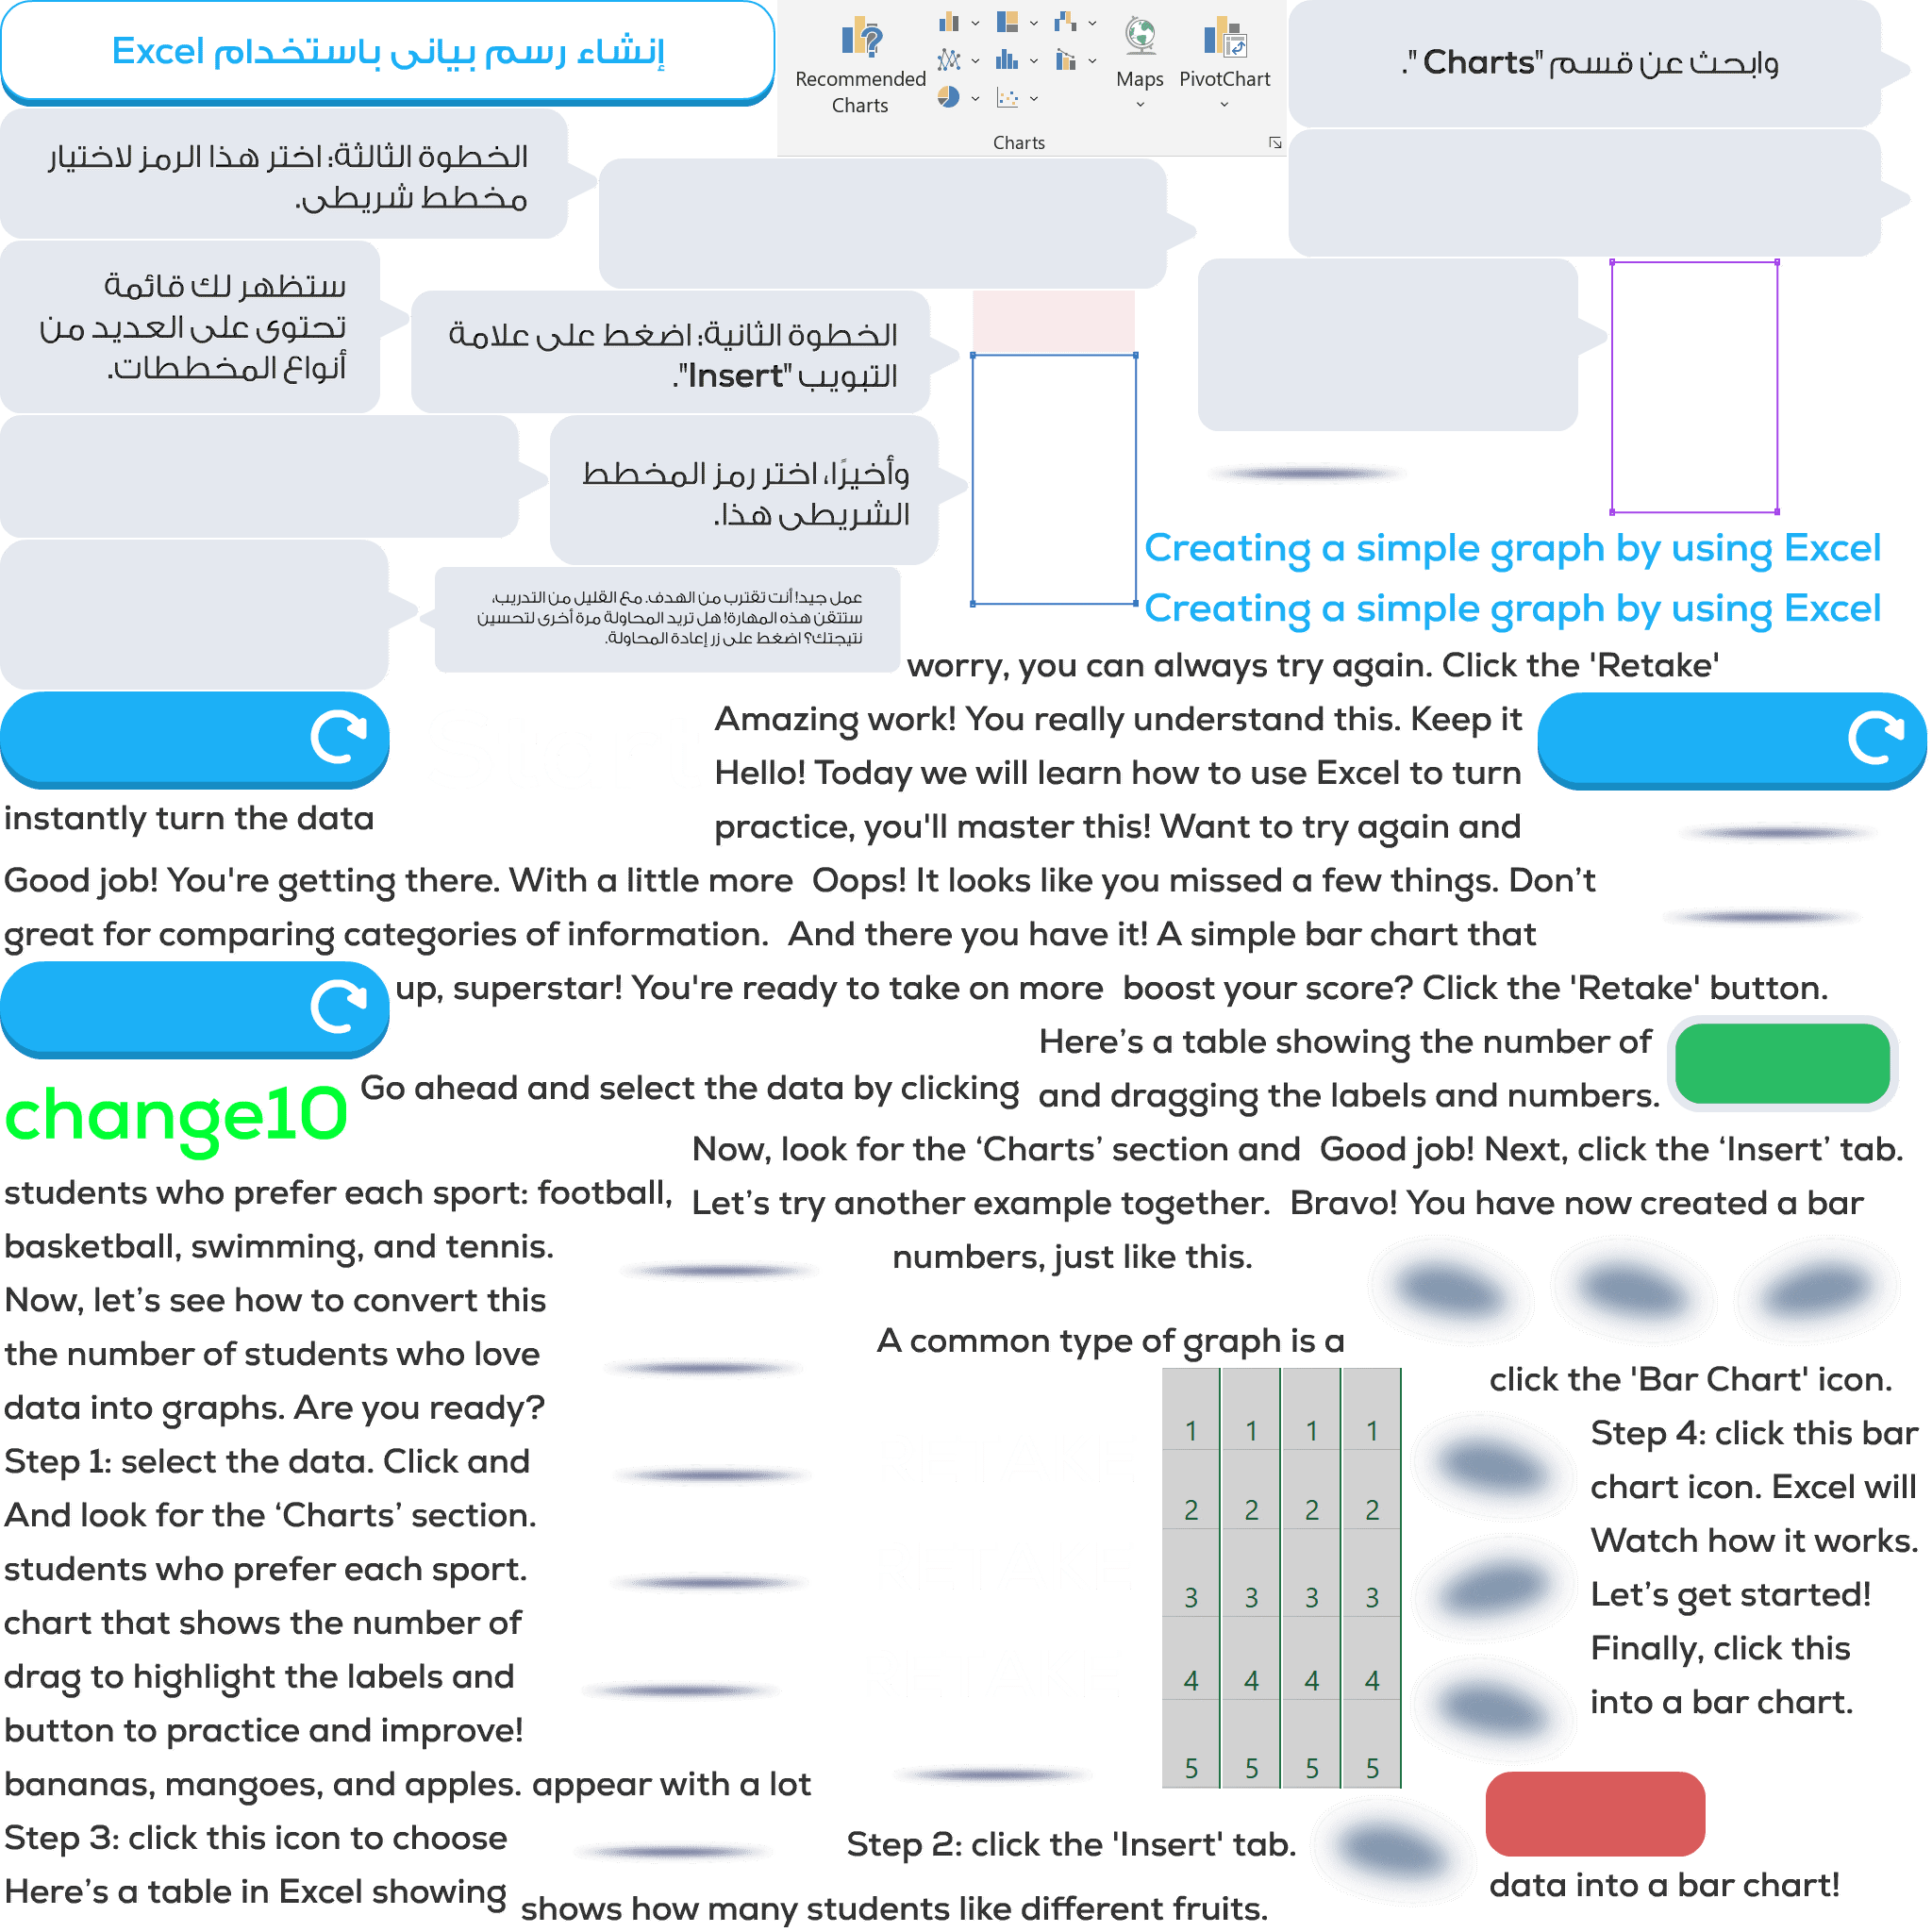 إنشاء رسم بيانى باستخدام Excel
Recommended
Charts
Maps
PivotChart
Charts
وابحث عن قسم "Charts".
الخطوة الثالثة: اختر هذا الرمز لاختيار
مخطط شريطى.
ستظهر لك قائمة
تحتوى على العديد من
أنواع المخططات.
الخطوة الثانية: اضغط على علامة
التبويب "Insert".
وأخيرًا، اختر رمز المخطط
الشريطى هذا.
Creating a simple graph by using Excel
Creating a simple graph by using Excel
عمل جيد! أنت تقترب من الهدف. مع القليل من التدريب،
ستتقن هذه المهارة! هل تريد المحاولة مرة أخرى لتحسين
نتيجتك؟ اضغط على زر إعادة المحاولة.
worry, you can always try again. Click the 'Retake'
Amazing work! You really understand this. Keep it
Hello! Today we will learn how to use Excel to turn
instantly turn the data
practice, you'll master this! Want to try again and
Good job! You're getting there. With a little more
Oops! It looks like you missed a few things. Don’t
great for comparing categories of information.
And there you have it! A simple bar chart that
up, superstar! You're ready to take on more
boost your score? Click the 'Retake' button.
Here’s a table showing the number of
change10
Go ahead and select the data by clicking
and dragging the labels and numbers.
Now, look for the ‘Charts’ section and
Good job! Next, click the ‘Insert’ tab.
students who prefer each sport: football,
Let’s try another example together.
Bravo! You have now created a bar
basketball, swimming, and tennis.
numbers, just like this.
Now, let’s see how to convert this
the number of students who love
A common type of graph is a
click the 'Bar Chart' icon.
data into graphs. Are you ready?
1 1 1 1
Step 4: click this bar
Step 1: select the data. Click and
chart icon. Excel will
And look for the ‘Charts’ section.
2 2 2 2
Watch how it works.
students who prefer each sport.
3 3 3 3
Let’s get started!
chart that shows the number of
Finally, click this
drag to highlight the labels and
4 4 4 4
into a bar chart.
button to practice and improve!
5 5 5 5
bananas, mangoes, and apples.
appear with a lot
Step 3: click this icon to choose
Step 2: click the 'Insert' tab.
Here’s a table in Excel showing
shows how many students like different fruits.
data into a bar chart!